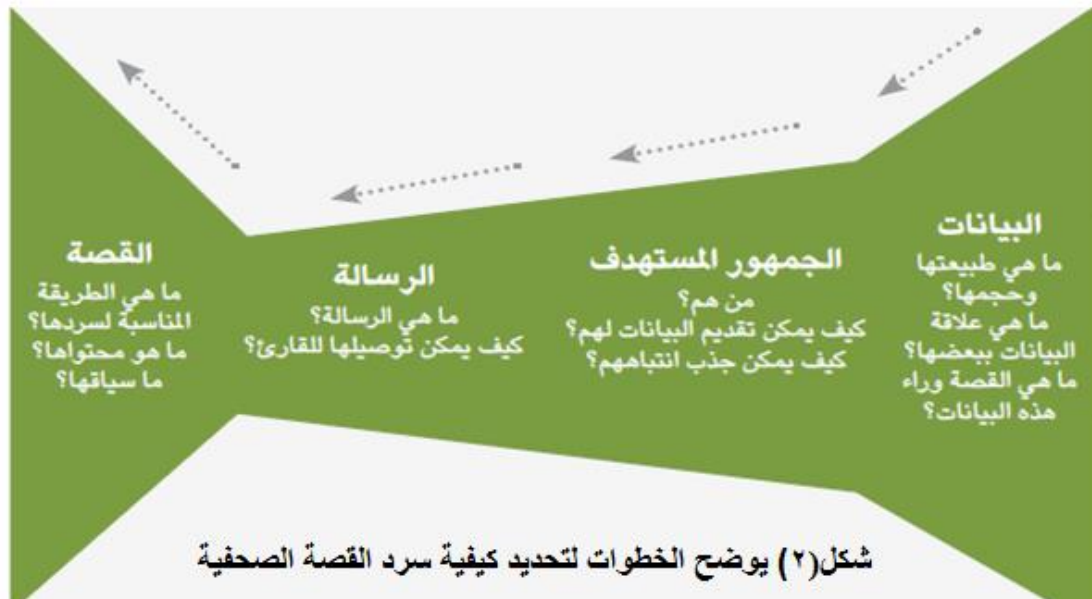 البيانات
ما هي طبيعتها
وحجمها؟
ما هي علاقة
البيانات ببعضها؟
ما هي القصة وراء
هذه البيانات؟
الجمهور المستهدف
من هم؟
كيف يمكن تقديم البيانات لهم؟
كيف يمكن جذب انتباههم؟
الرسالة
ما هي الرسالة؟
كيف يمكن توصيلها للقارئ؟
القصة
ما هي الطريقة
المناسبة لسردها؟
ما هو محتواها؟
ما سياقها؟
شكل(٢) يوضح الخطوات لتحديد كيفية سرد القصة الصحفية